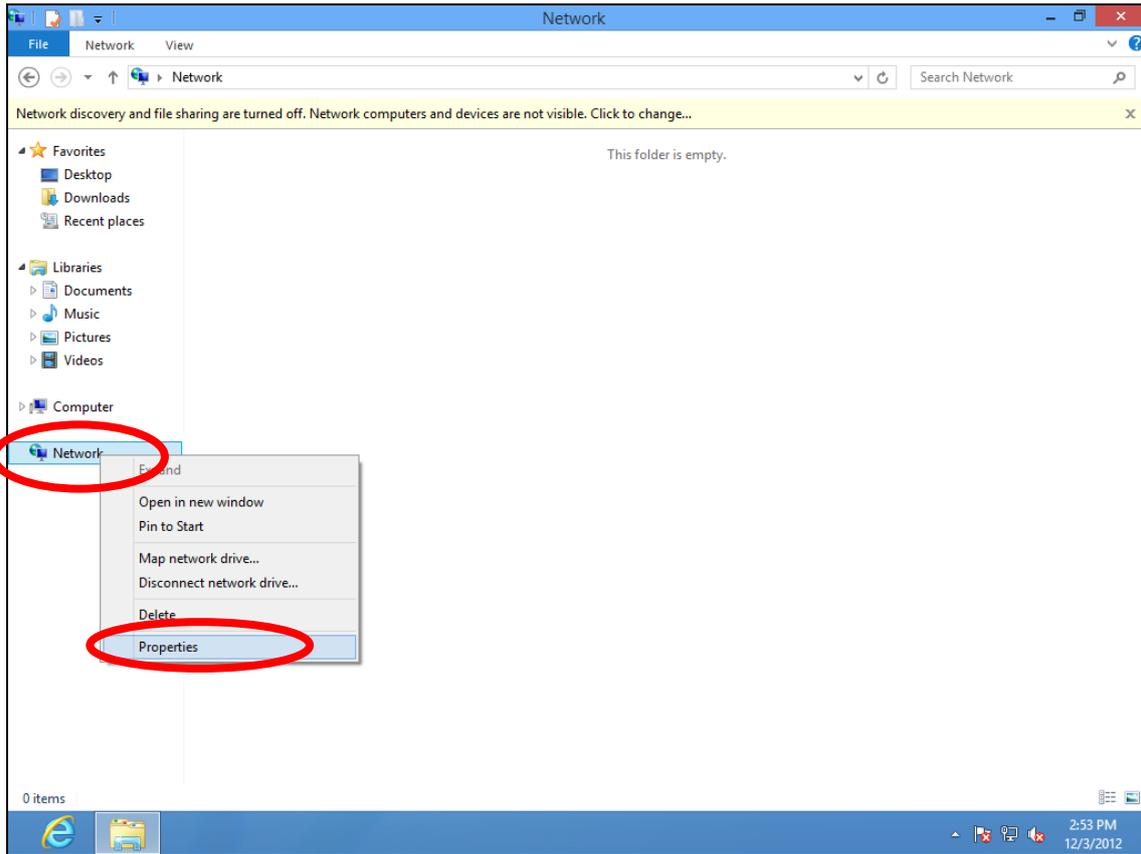 Network
File Network View
Network
Search Network
Network discovery and file sharing are turned off. Network computers and devices are not visible. Click to change...
Favorites
Desktop
Downloads
Recent places
This folder is empty.
Libraries
Documents
Music
Pictures
Videos
Computer
Network
Expand
Open in new window
Pin to Start
Map network drive...
Disconnect network drive...
Delete
Properties
0 items
2:53 PM
12/3/2012